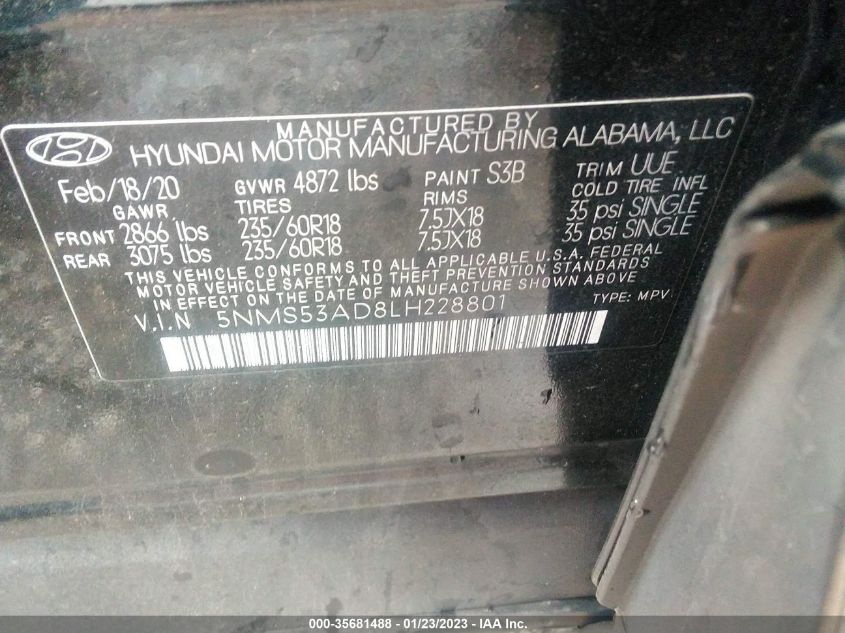 MANUFACTURED BY
HYUNDAI MOTOR MANUFACTURING ALABAMA, LLC
Feb/18/20 GVWR 4872 lbs PAINT S3B TRIM UUE
GAWR TIRES RIMS COLD TIRE INFL
FRONT 2866 lbs 235/60R18 7.5JX18 35 psi SINGLE
REAR 3075 lbs 235/60R18 7.5JX18 35 psi SINGLE
THIS VEHICLE CONFORMS TO ALL APPLICABLE U.S.A. FEDERAL
MOTOR VEHICLE SAFETY AND THEFT PREVENTION STANDARDS
IN EFFECT ON THE DATE OF MANUFACTURE SHOWN ABOVE
V.I.N 5NMS53AD8LH228801 TYPE: MPV
000-35681488 - 01/23/2023 - IAA Inc.